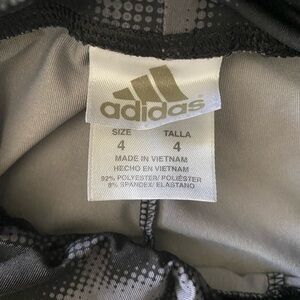 adidas
SIZE TALLA
4 4
MADE IN VIETNAM
HECHO EN VIETNAM
92% POLYESTER/ POLIÉSTER
8% SPANDEX/ ELASTANO